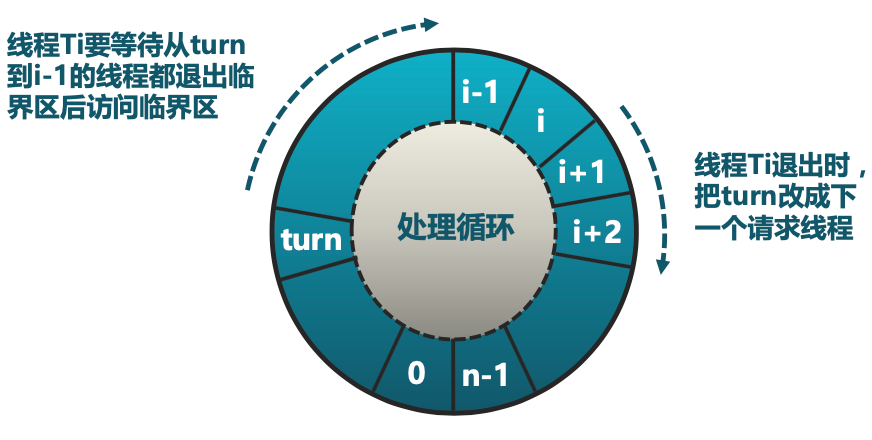 线程Ti要等待从turn
到i-1的线程都退出临
界区后访问临界区
i-1
i
i+1
i+2
线程Ti退出时，
把turn改成下
一个请求线程
处理循环
turn
0
n-1